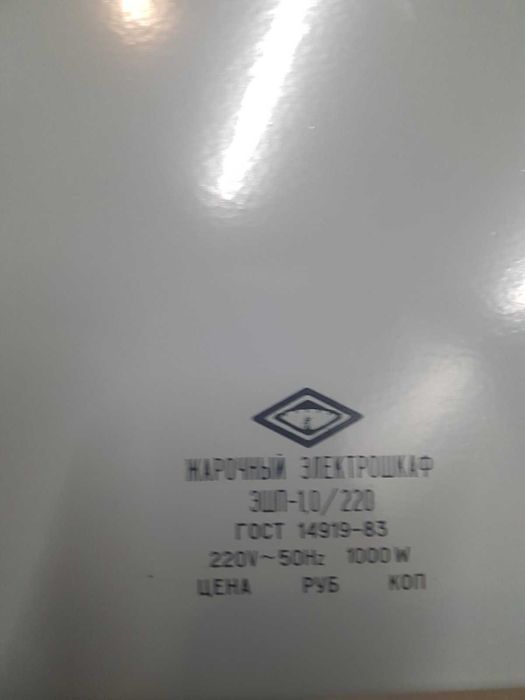 ЖАРОЧНЫЙ ЭЛЕКТРОШКАФ
ЭШП-1,0/220
ГОСТ 14919-83
220V~50Hz 1000W
ЦЕНА РУБ КОП